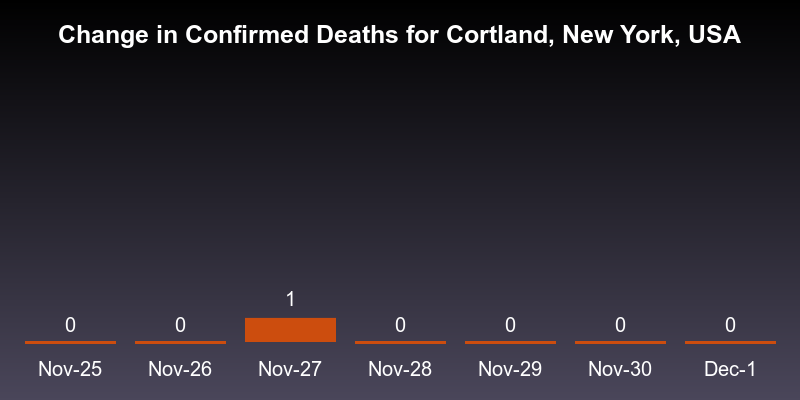 Change in Confirmed Deaths for Cortland, New York, USA
1
0 0 0 0 0 0
Nov-25 Nov-26 Nov-27 Nov-28 Nov-29 Nov-30 Dec-1